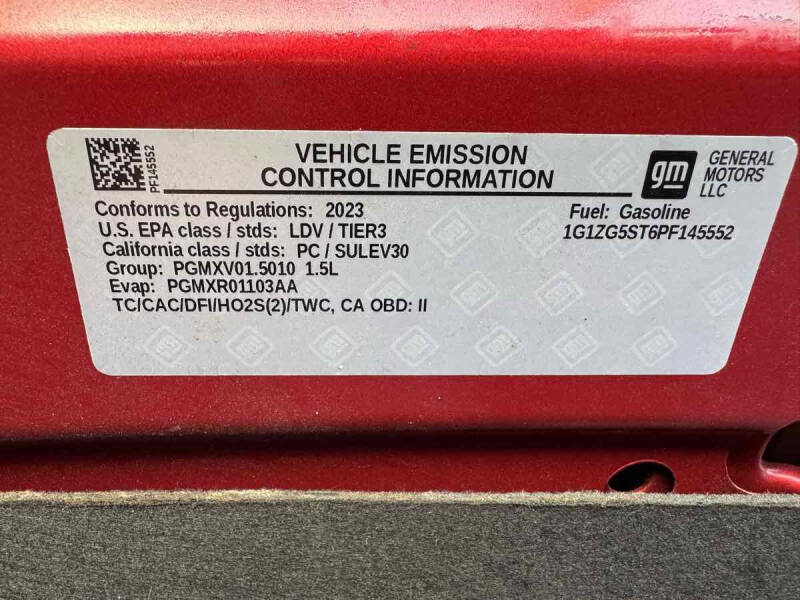 PF145552
VEHICLE EMISSION
CONTROL INFORMATION
gm
GENERAL
MOTORS
LLC
Conforms to Regulations: 2023
U.S. EPA class / stds: LDV / TIER3
California class / stds: PC / SULEV30
Group: PGMXV01.5010 1.5L
Evap: PGMXR01103AA
TC/CAC/DFI/HO2S(2)/TWC, CA OBD: II
Fuel: Gasoline
1G1ZG5ST6PF145552